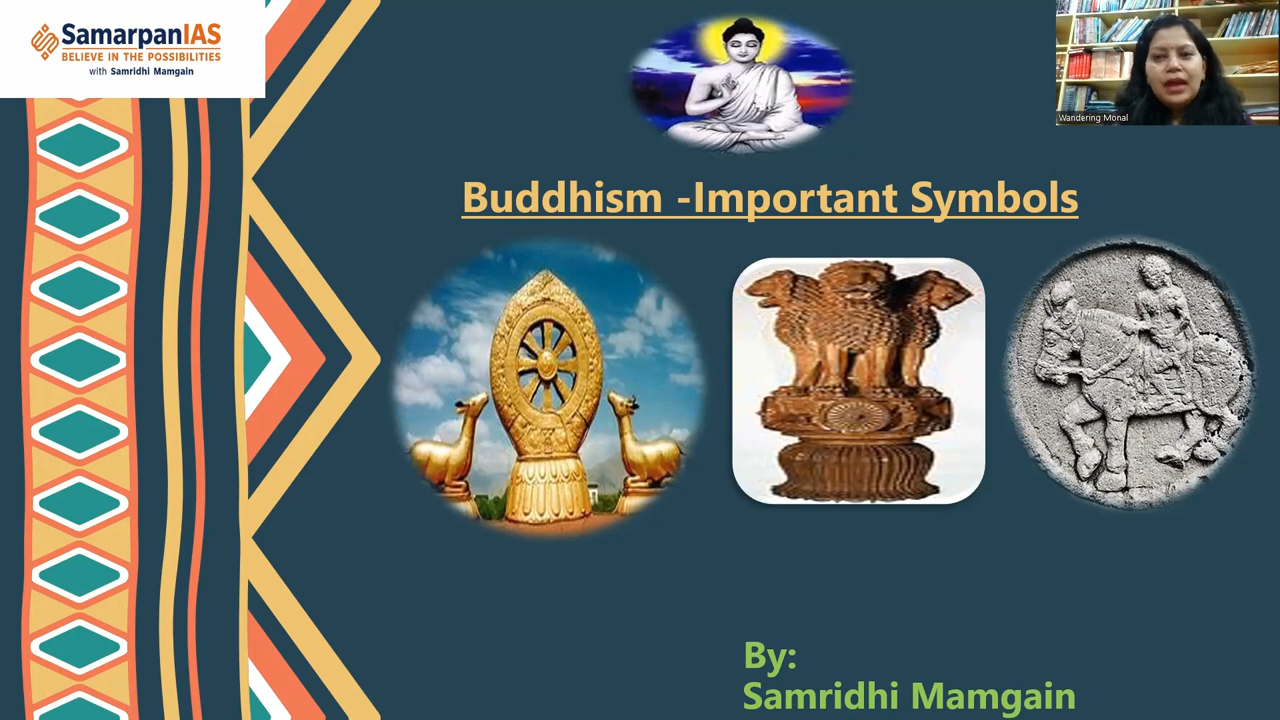 SamarpanIAS
BELIEVE IN THE POSSIBILITIES
with Samridhi Mamgain
Wandering Monal
Buddhism -Important Symbols
By:
Samridhi Mamgain